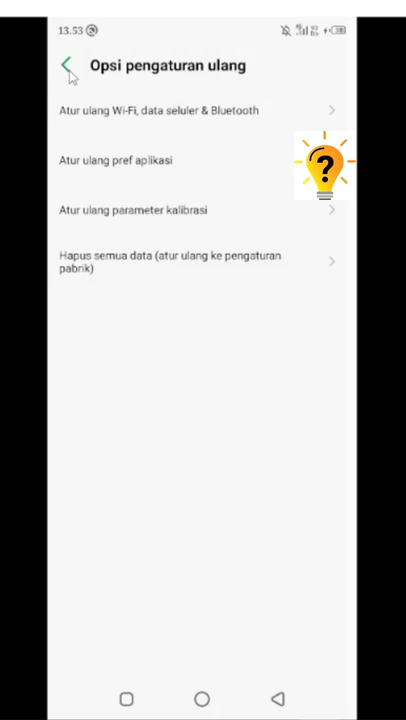 13.53
Opsi pengaturan ulang
Atur ulang Wi-Fi, data seluler & Bluetooth
Atur ulang pref aplikasi
?
Atur ulang parameter kalibrasi
Hapus semua data (atur ulang ke pengaturan
pabrik)